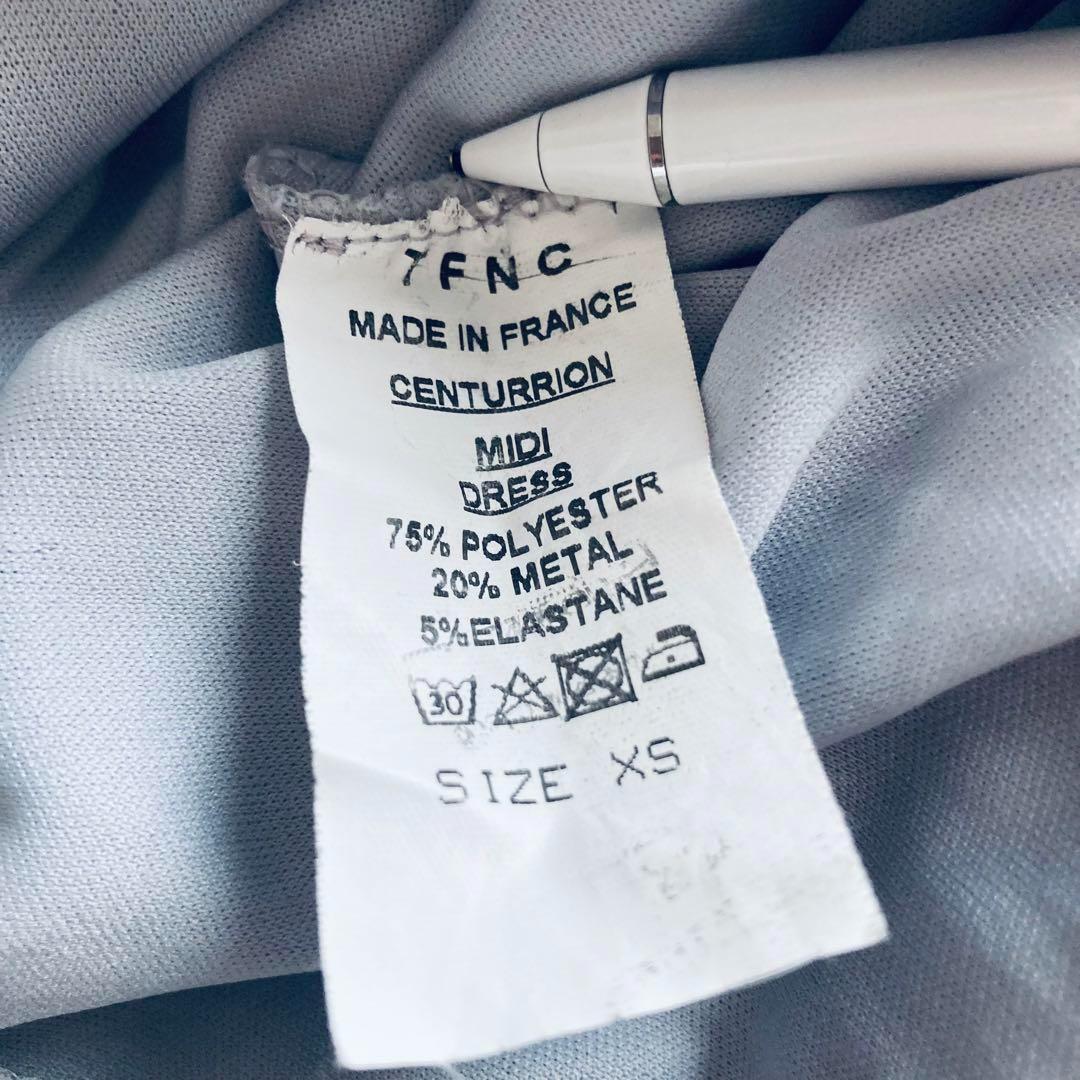 7FNC
MADE IN FRANCE
CENTURRION
MIDI
DRESS
75% POLYESTER
20% METAL
5%ELASTANE
30
SIZE XS